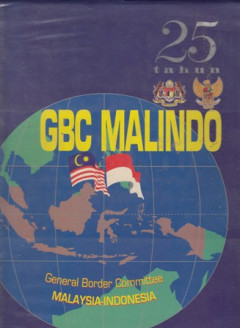 25
tahun
GBC MALINDO
General Border Committee
MALAYSIA-INDONESIA